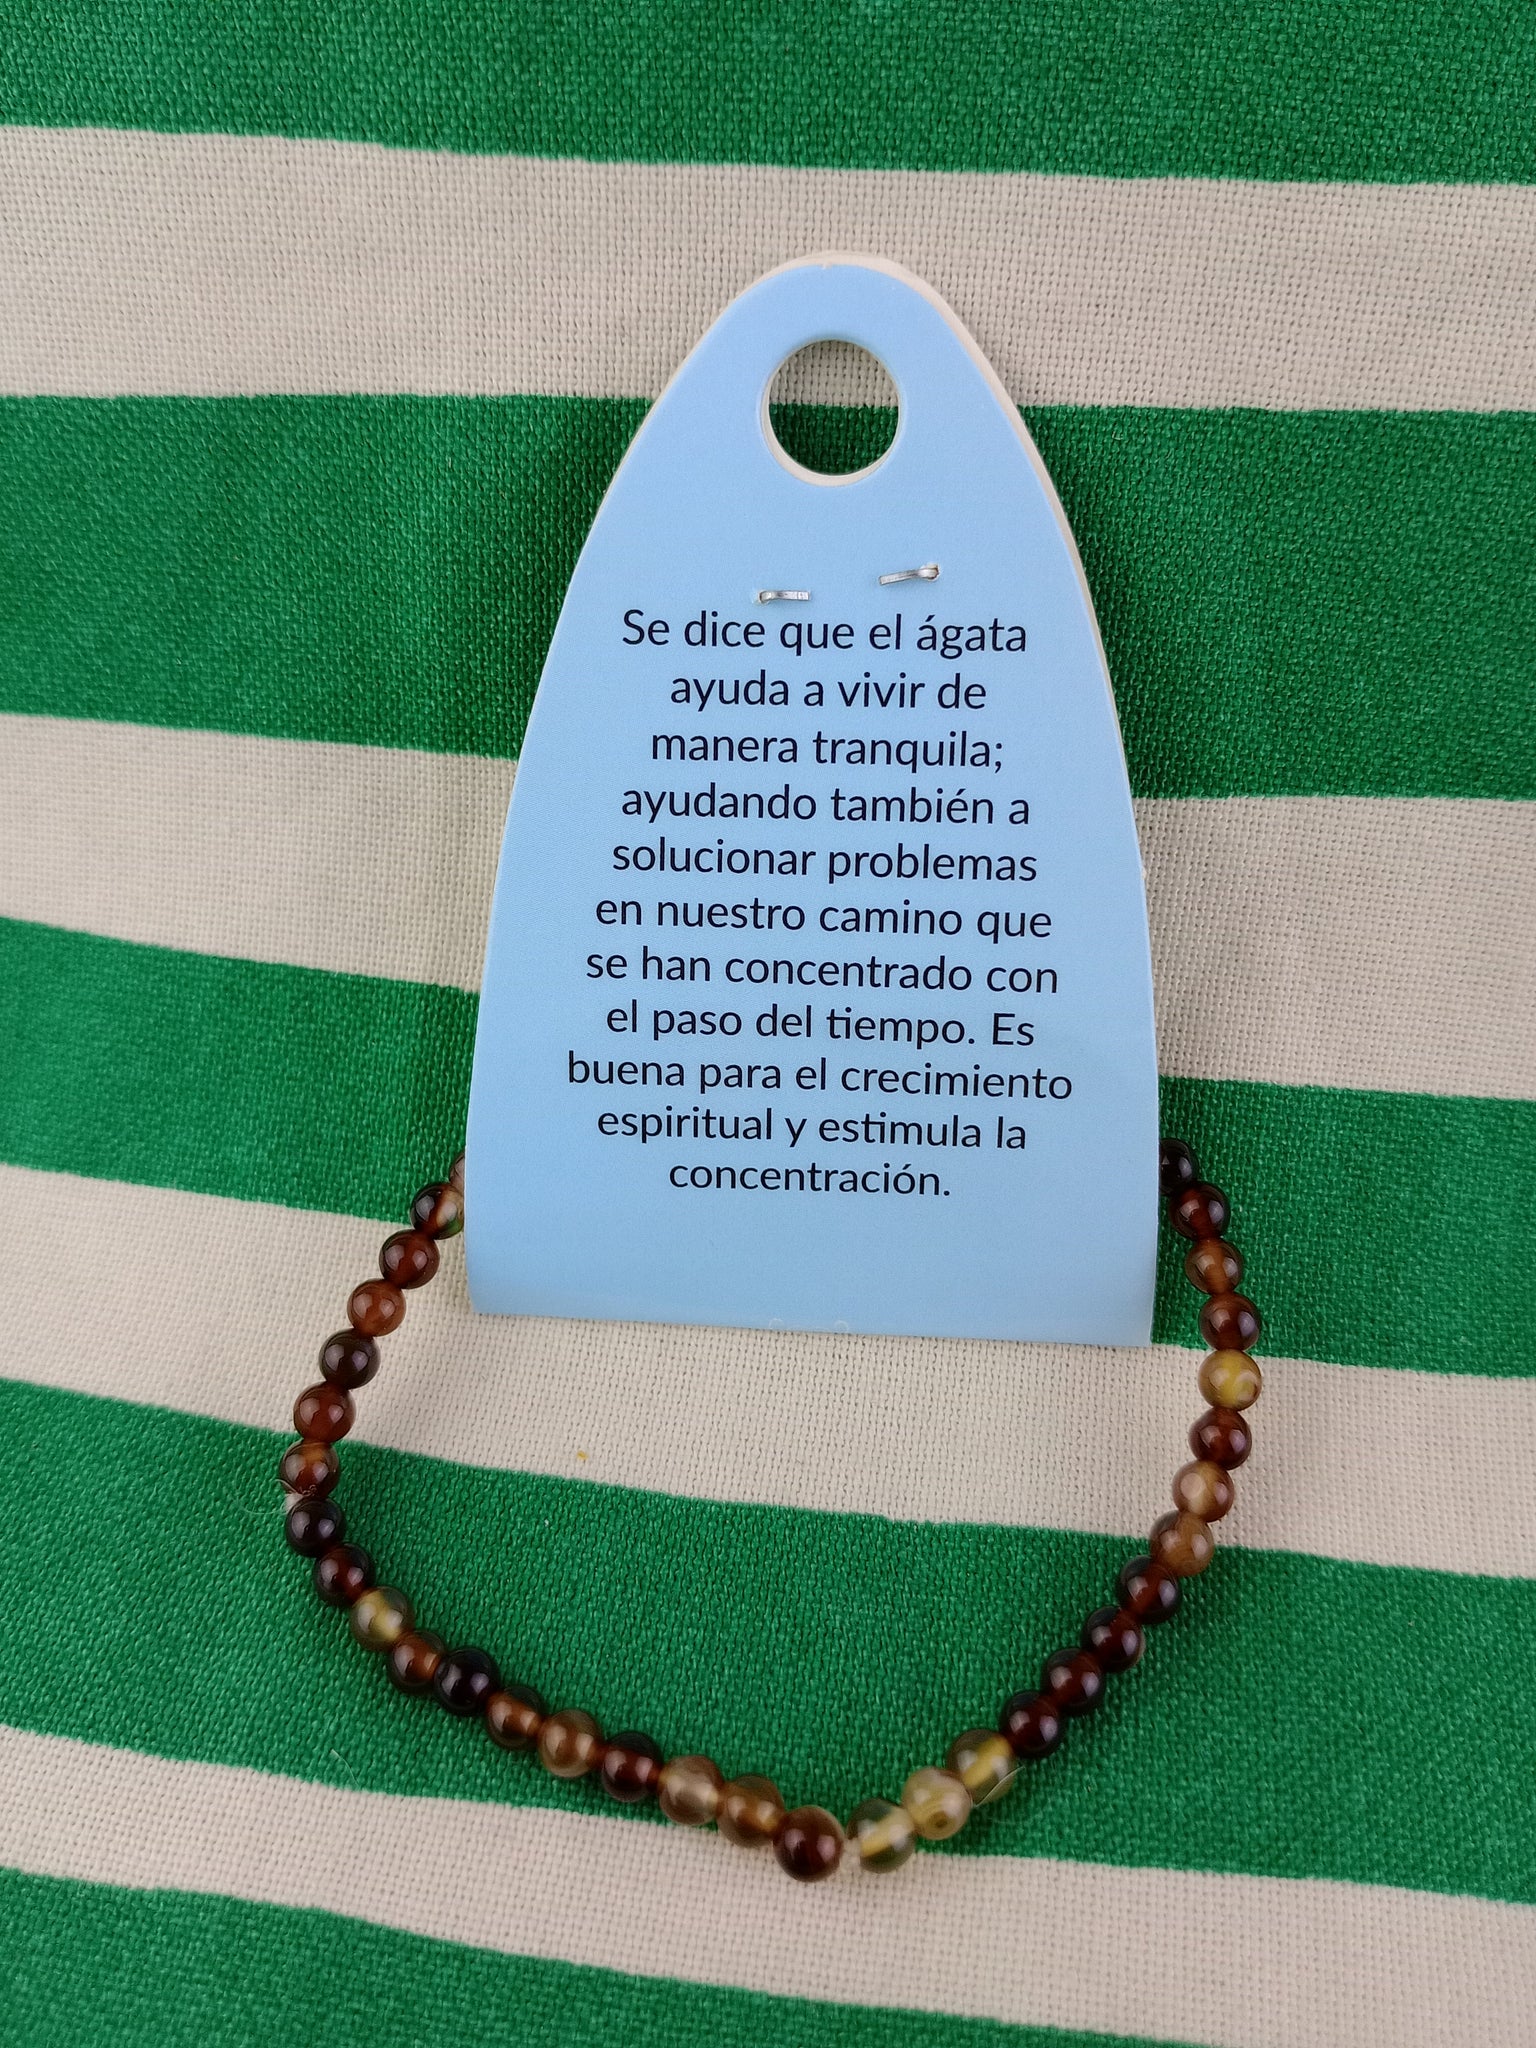 Se dice que el ágata
ayuda a vivir de
manera tranquila;
ayudando también a
solucionar problemas
en nuestro camino que
se han concentrado con
el paso del tiempo. Es
buena para el crecimiento
espiritual y estimula la
concentración.